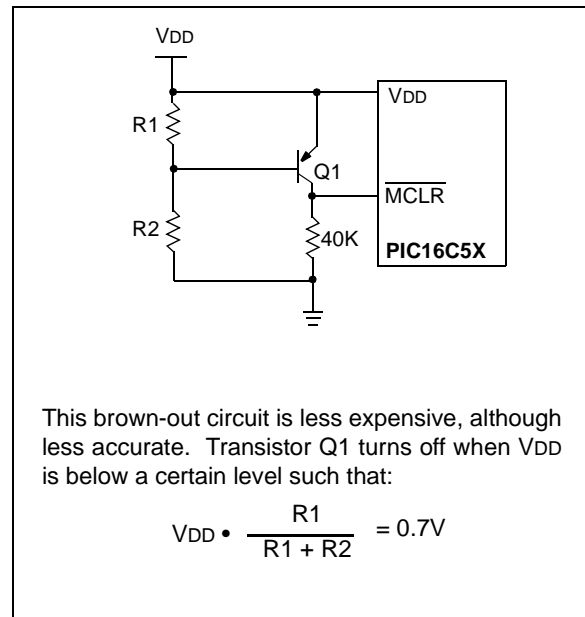 VDD
VDD
R1
Q1
MCLR
R2
40K
PIC16C5X
This brown-out circuit is less expensive, although
less accurate. Transistor Q1 turns off when VDD
is below a certain level such that:
R1
VDD • = 0.7V
R1 + R2